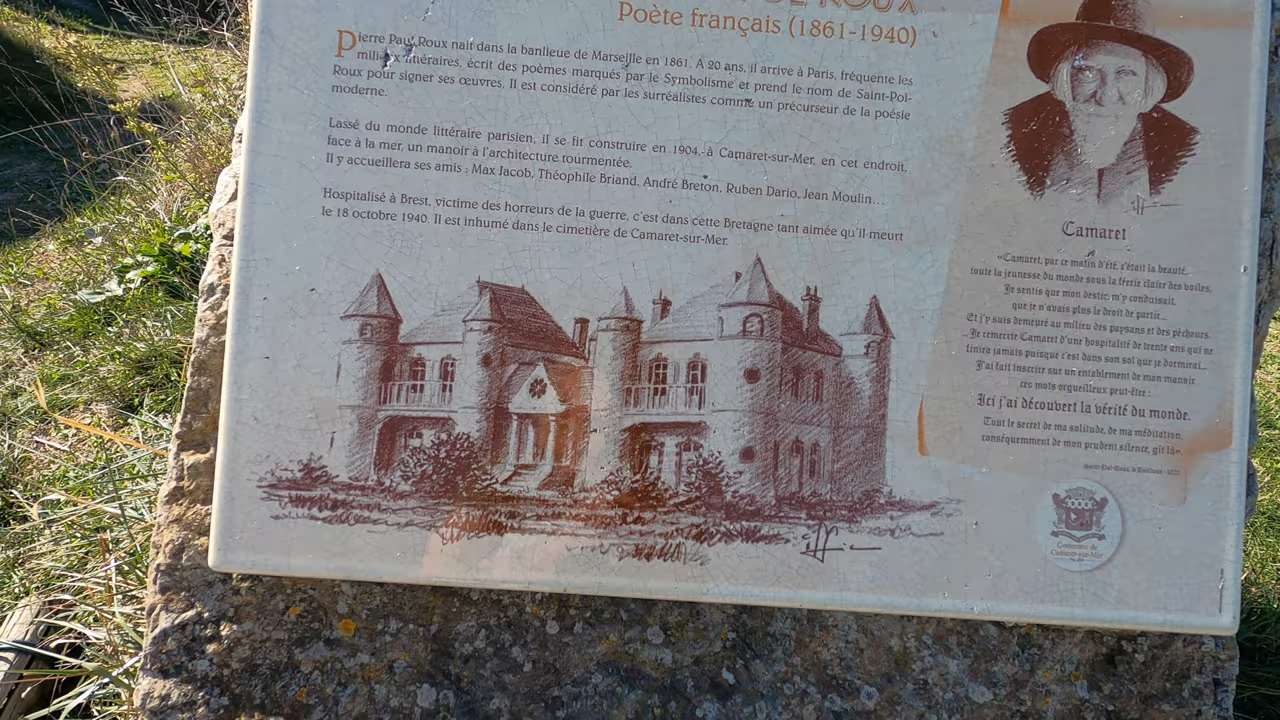 DE ROUX
Poète français (1861-1940)
Pierre Paul Roux naît dans la banlieue de Marseille en 1861. A 20 ans, il arrive à Paris, fréquente les
milieux littéraires, écrit des poèmes marqués par le Symbolisme et prend le nom de Saint-Pol-
Roux pour signer ses œuvres. Il est considéré par les surréalistes comme un précurseur de la poésie
moderne.
Lassé du monde littéraire parisien, il se fit construire en 1904, à Camaret-sur-Mer, en cet endroit,
face à la mer, un manoir à l'architecture tourmentée.
Il y accueillera ses amis : Max Jacob, Théophile Briand, André Breton, Ruben Dario, Jean Moulin...
Hospitalisé à Brest, victime des horreurs de la guerre, c'est dans cette Bretagne tant aimée qu'il meurt
le 18 octobre 1940. Il est inhumé dans le cimetière de Camaret-sur-Mer.
Camaret
«Camaret, par ce matin d'été, c'était la beauté...
toute la jeunesse du monde sous la féerie claire des voiles,
Je sentis que mon destin m'y conduisait,
que je n'avais plus le droit de partir...
Et j'y suis demeuré au milieu des paysans et des pêcheurs.
...Je remercie Camaret d'une hospitalité de trente ans qui ne
finira jamais puisque c'est dans son sol que je dormirai...
J'ai fait inscrire sur un entablement de mon manoir
ces mots orgueilleux peut-être :
Ici j'ai découvert la vérité du monde.
Tout le secret de ma solitude, de ma méditation,
conséquemment de mon prudent silence, gît là».
Commune de
Camaret-sur-Mer